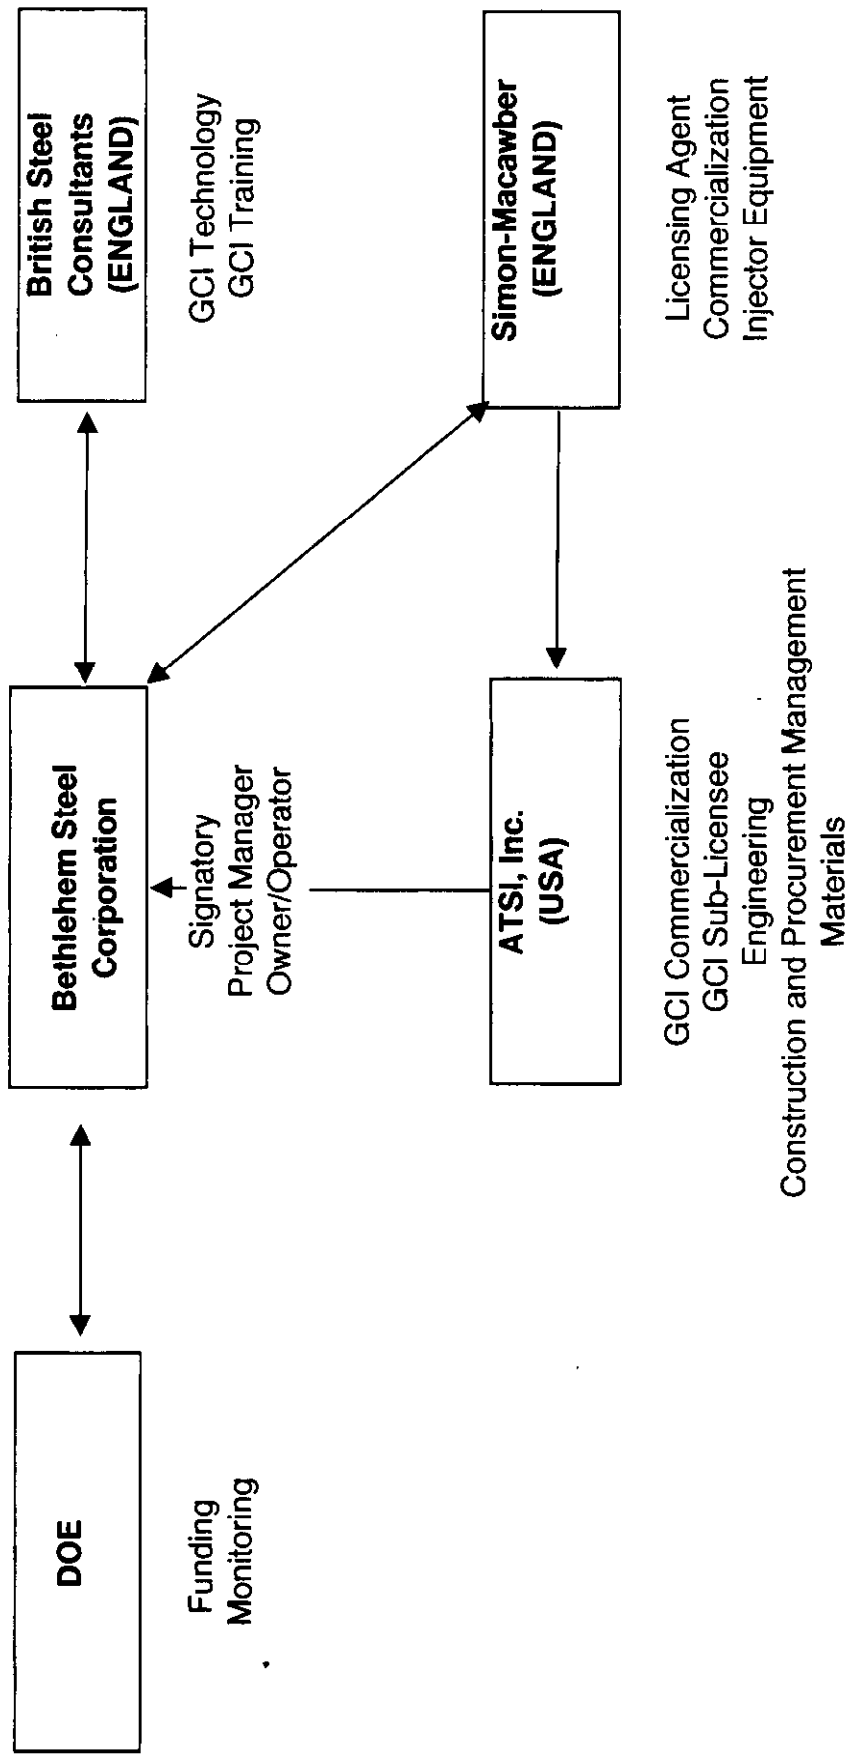 DOE
Funding
Monitoring
Bethlehem Steel
Corporation
Signatory
Project Manager
Owner/Operator
British Steel
Consultants
(ENGLAND)
GCI Technology
GCI Training
ATSI, Inc.
(USA)
GCI Commercialization
GCI Sub-Licensee
Engineering
Construction and Procurement Management
Materials
Simon-Macawber
(ENGLAND)
Licensing Agent
Commercialization
Injector Equipment